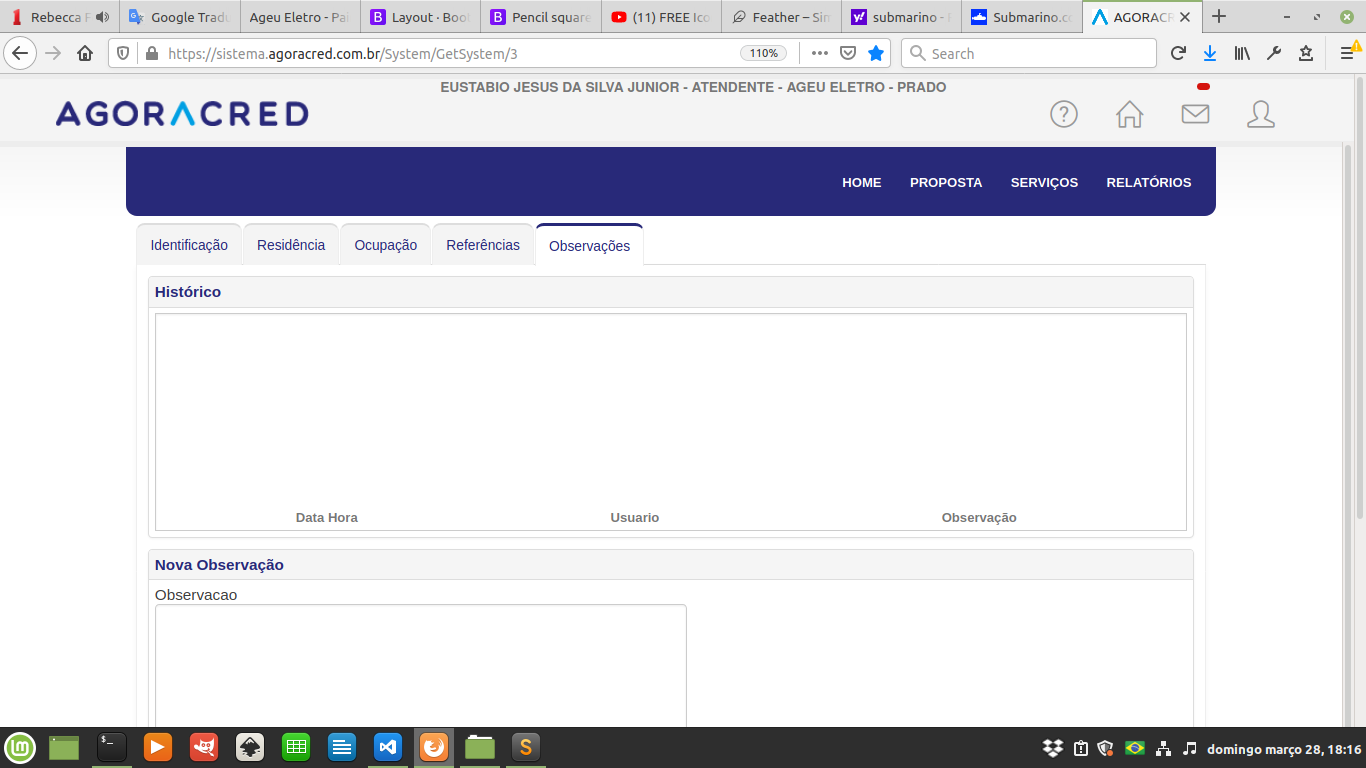 Rebecca F
Google Tradu
Ageu Eletro - Pai
Layout · Boot
Pencil square
(11) FREE Ico
Feather – Sim
submarino - 
Submarino.co
AGORACR
https://sistema.agoracred.com.br/System/GetSystem/3
110%
Search
EUSTABIO JESUS DA SILVA JUNIOR - ATENDENTE - AGEU ELETRO - PRADO
AGORACRED
HOME PROPOSTA SERVIÇOS RELATÓRIOS
Identificação Residência Ocupação Referências Observações
Histórico
Data Hora Usuario Observação
Nova Observação
Observacao
domingo março 28, 18:16